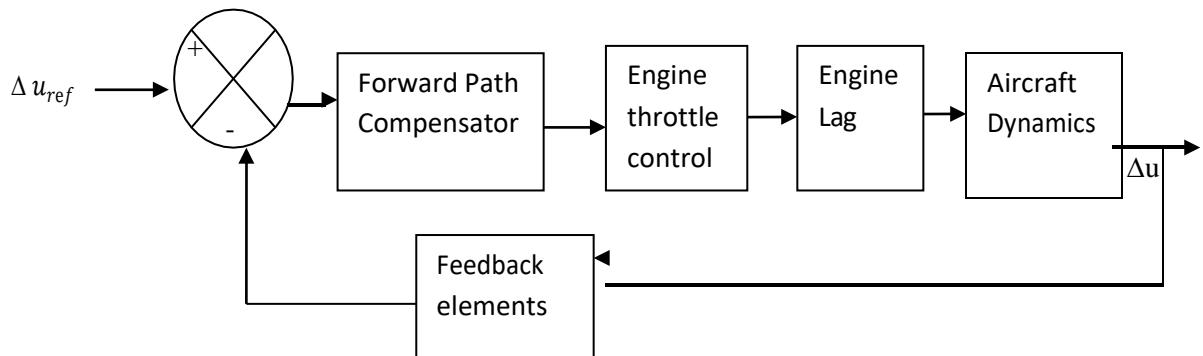 Δ u_ref
+
-
Forward Path
Compensator
Engine
throttle
control
Engine
Lag
Aircraft
Dynamics
Δu
Feedback
elements